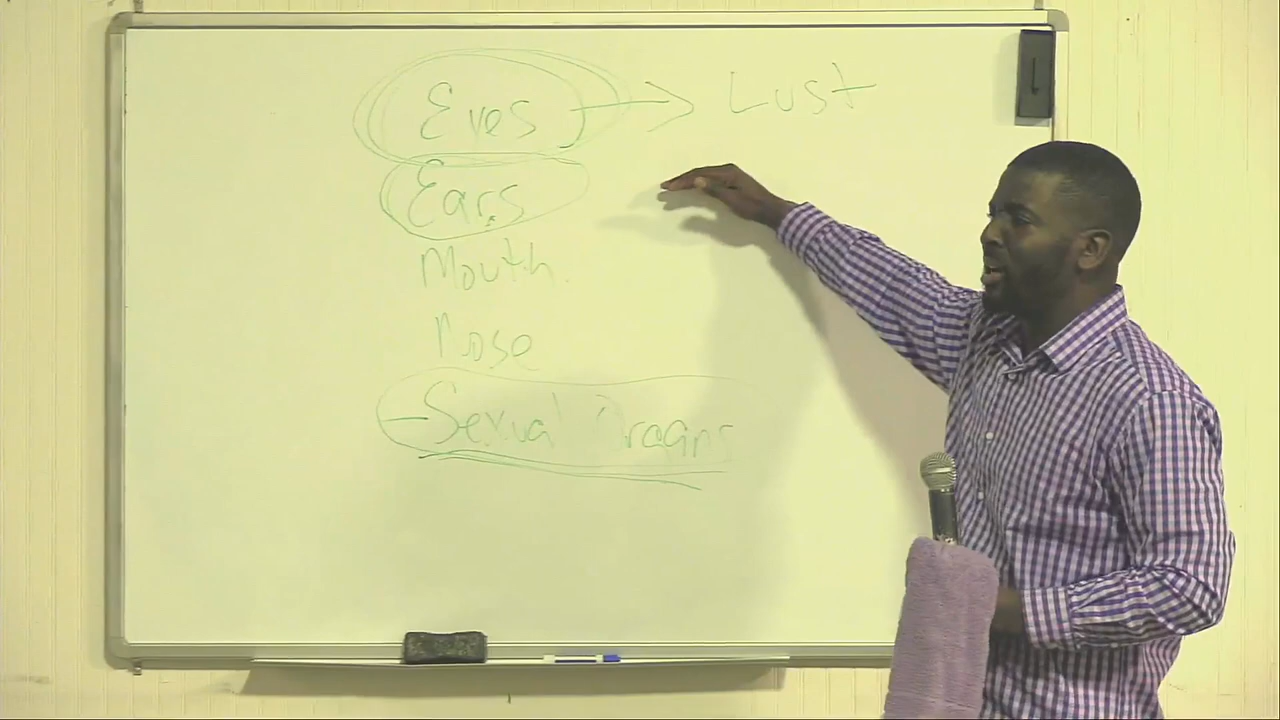 Eyes → Lust
Ears
Mouth
Nose
-Sexual Organs